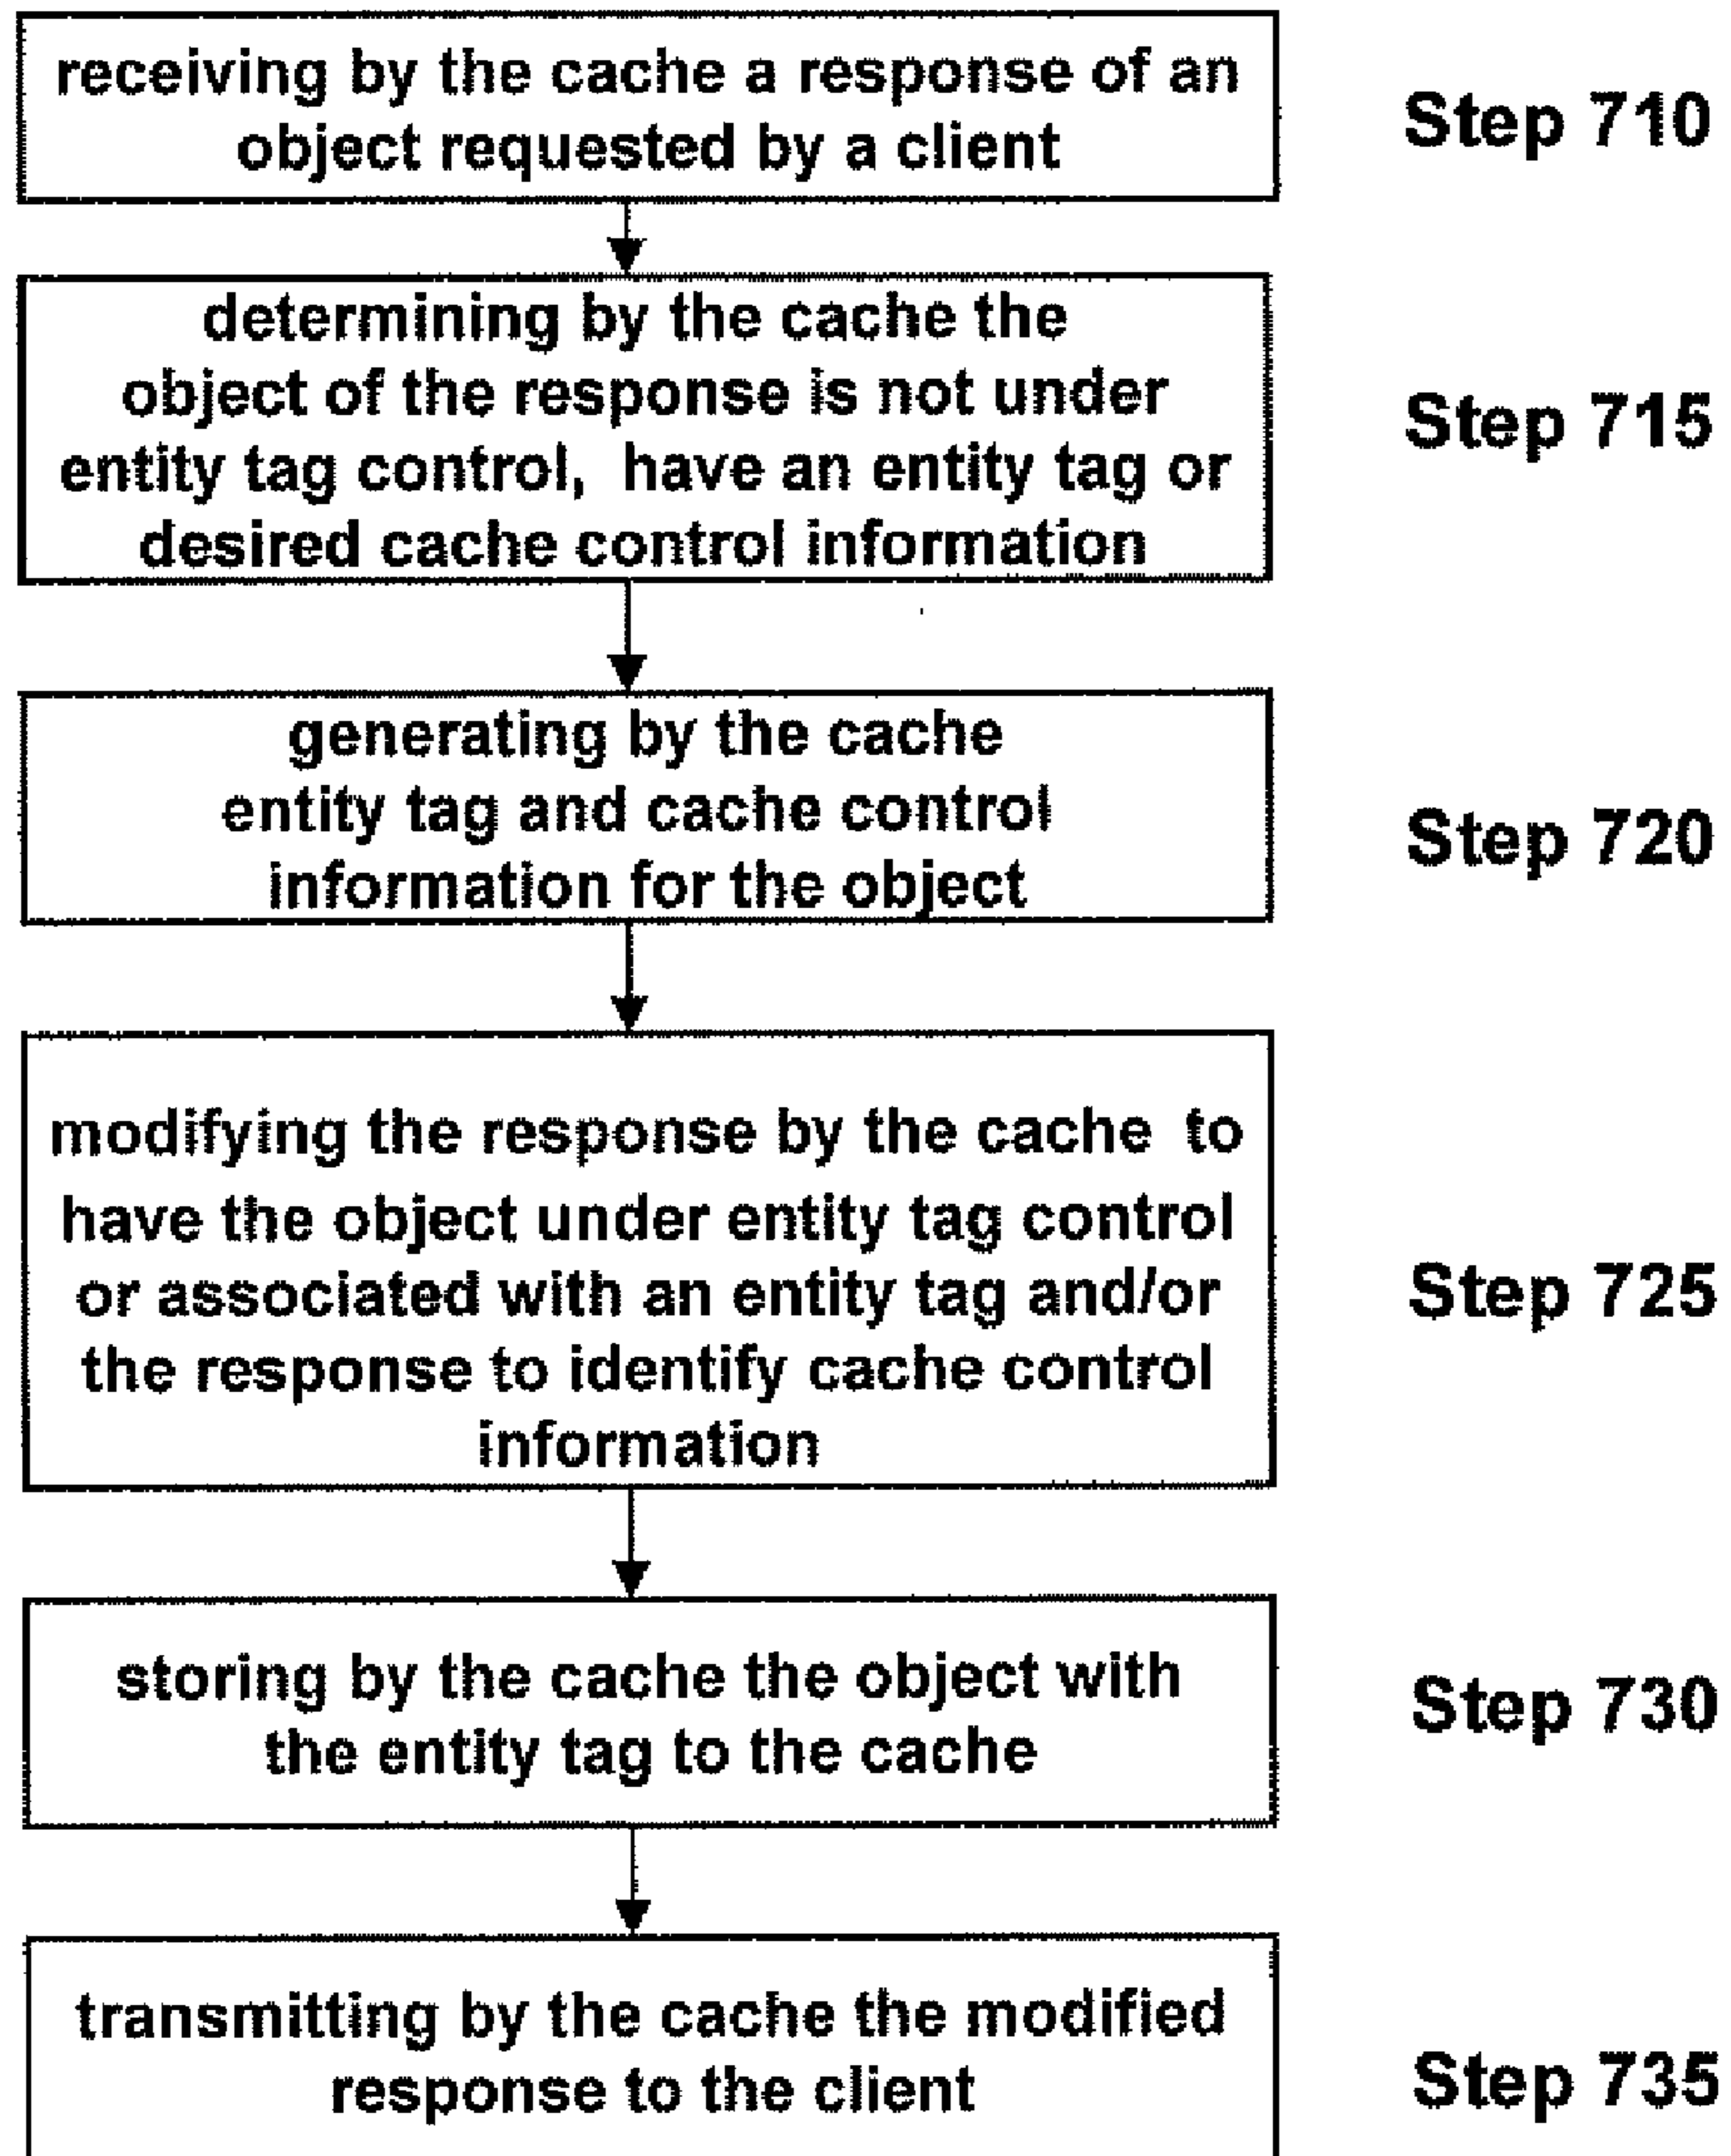 receiving by the cache a response of an
object requested by a client
Step 710
determining by the cache the
object of the response is not under
entity tag control, have an entity tag or
desired cache control information
Step 715
generating by the cache
entity tag and cache control
information for the object
Step 720
modifying the response by the cache to
have the object under entity tag control
or associated with an entity tag and/or
the response to identify cache control
information
Step 725
storing by the cache the object with
the entity tag to the cache
Step 730
transmitting by the cache the modified
response to the client
Step 735